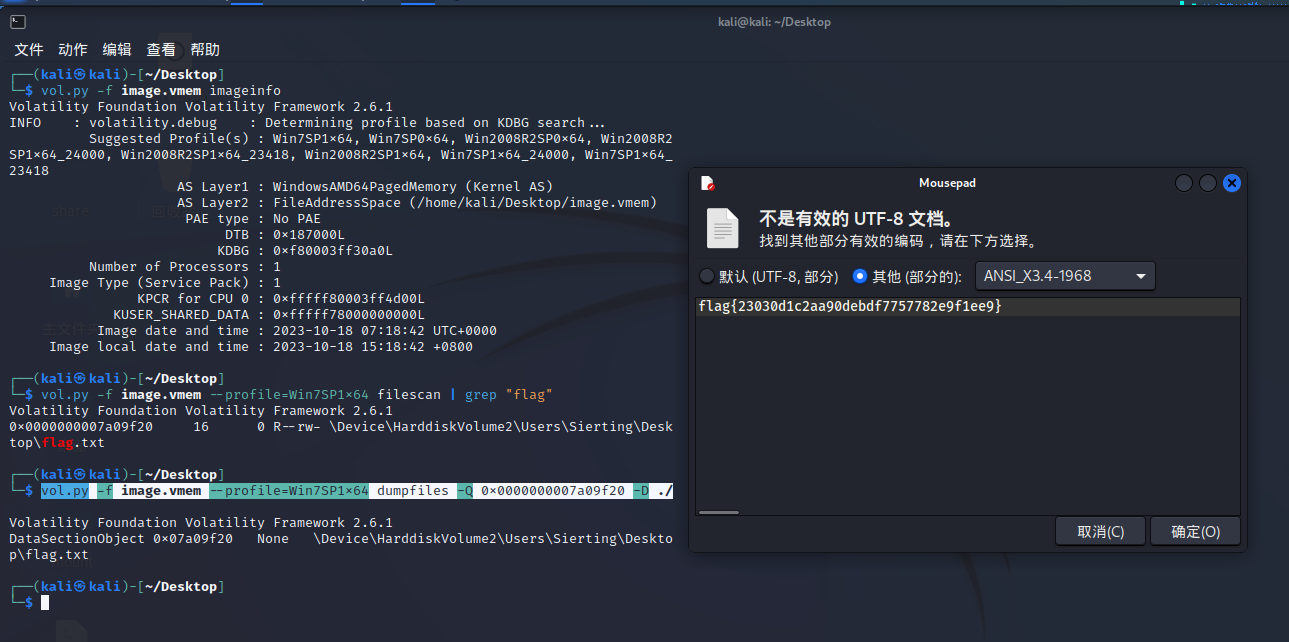 kali@kali: ~/Desktop
文件 动作 编辑 查看 帮助
┌──(kali㉿kali)-[~/Desktop]
└─$ vol.py -f image.vmem imageinfo
Volatility Foundation Volatility Framework 2.6.1
INFO    : volatility.debug    : Determining profile based on KDBG search...
Suggested Profile(s) : Win7SP1×64, Win7SP0×64, Win2008R2SP0×64, Win2008R2
SP1×64_24000, Win2008R2SP1×64_23418, Win2008R2SP1×64, Win7SP1×64_24000, Win7SP1×64_
23418
AS Layer1 : WindowsAMD64PagedMemory (Kernel AS)
AS Layer2 : FileAddressSpace (/home/kali/Desktop/image.vmem)
PAE type : No PAE
DTB : 0×187000L
KDBG : 0×f80003ff30a0L
Number of Processors : 1
Image Type (Service Pack) : 1
KPCR for CPU 0 : 0×fffff80003ff4d00L
KUSER_SHARED_DATA : 0×fffff78000000000L
Image date and time : 2023-10-18 07:18:42 UTC+0000
Image local date and time : 2023-10-18 15:18:42 +0800
┌──(kali㉿kali)-[~/Desktop]
└─$ vol.py -f image.vmem --profile=Win7SP1×64 filescan | grep "flag"
Volatility Foundation Volatility Framework 2.6.1
0×0000000007a09f20     16      0 R--rw- \Device\HarddiskVolume2\Users\Sierting\Desk
top\flag.txt
┌──(kali㉿kali)-[~/Desktop]
└─$ vol.py -f image.vmem --profile=Win7SP1×64 dumpfiles -Q 0×0000000007a09f20 -D ./
Volatility Foundation Volatility Framework 2.6.1
DataSectionObject 0×07a09f20   None   \Device\HarddiskVolume2\Users\Sierting\Deskto
p\flag.txt
┌──(kali㉿kali)-[~/Desktop]
└─$
Mousepad
不是有效的 UTF-8 文档。
找到其他部分有效的编码，请在下方选择。
默认 (UTF-8, 部分) 其他 (部分的): ANSI_X3.4-1968
flag{23030d1c2aa90debdf7757782e9f1ee9}
取消(C) 确定(O)